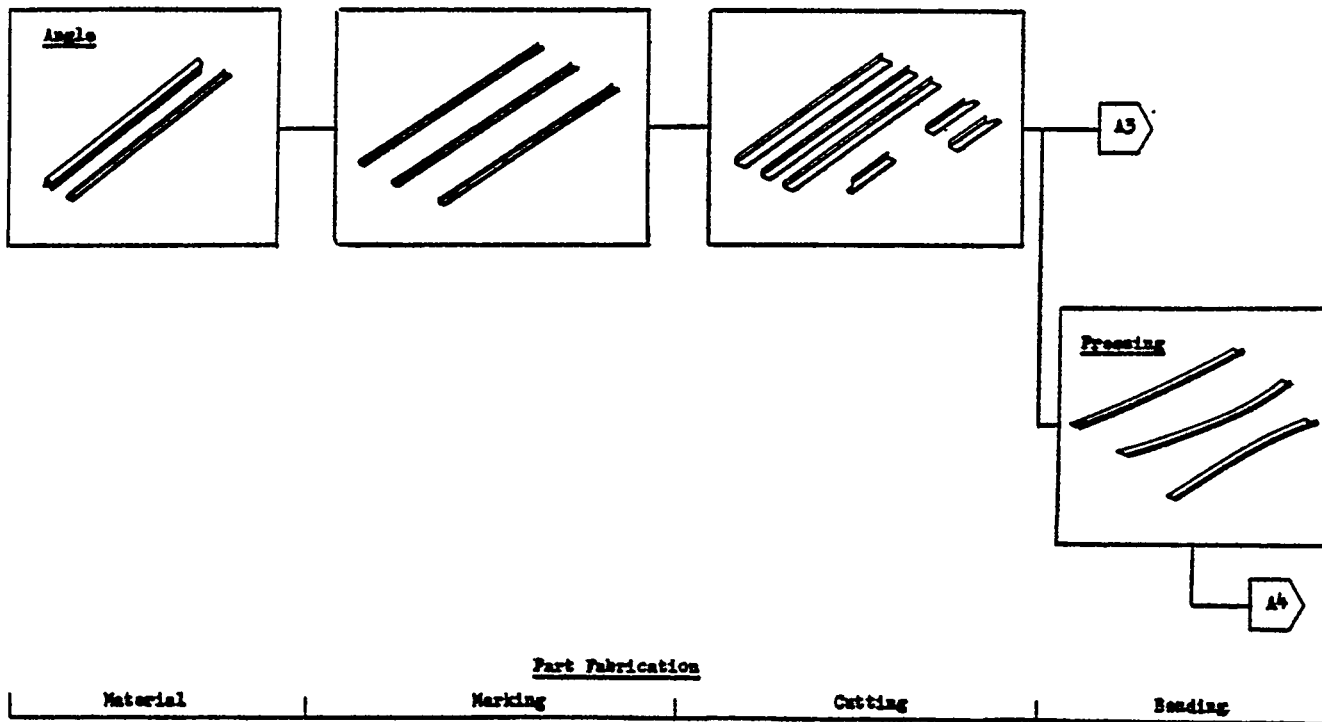 Angle
A3
Pressing
A4
Part Fabrication
Material Marking Cutting Bending